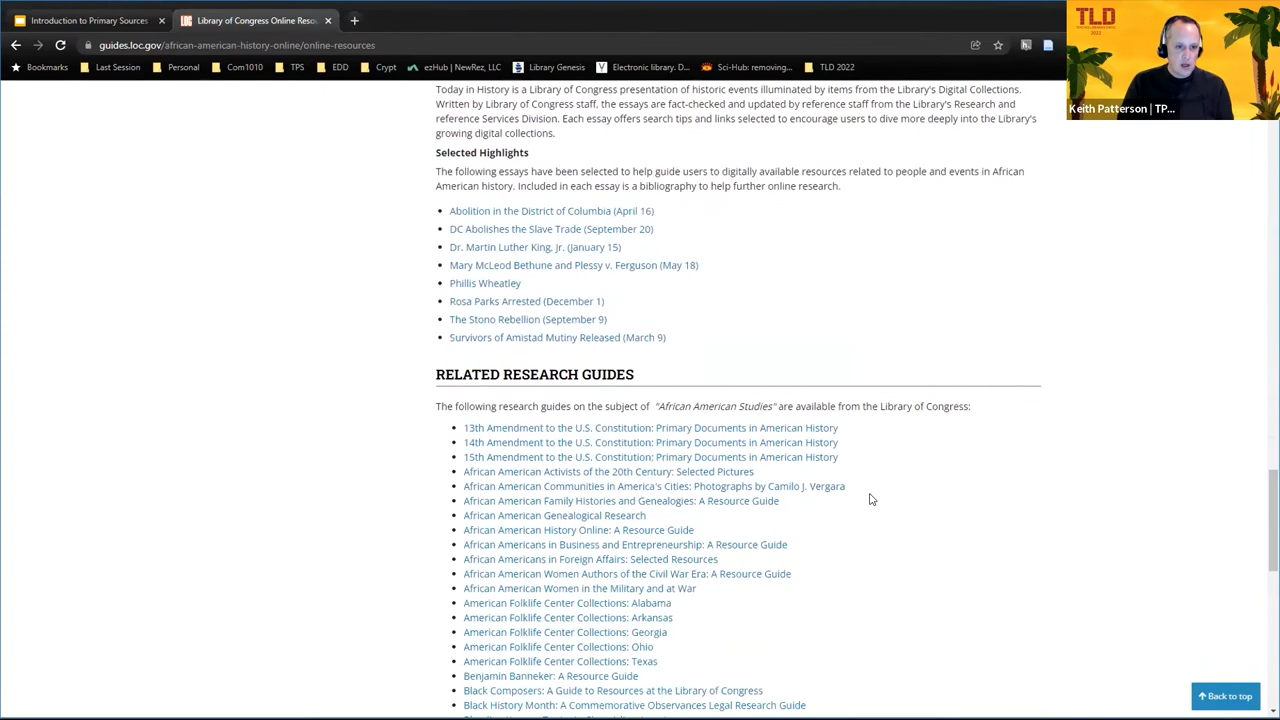 Introduction to Primary Sources
Library of Congress Online Resou
TLD
2022
guides.loc.gov/african-american-history-online/online-resources
Bookmarks
Last Session
Personal
Com1010
TPS
EDD
Crypt
ezHub | NewRez, LLC
Library Genesis
Electronic library. D...
Sci-Hub: removing...
TLD 2022
Keith Patterson | TP...
Today in History is a Library of Congress presentation of historic events illuminated by items from the Library's Digital Collections.
Written by Library of Congress staff, the essays are fact-checked and updated by reference staff from the Library's Research and
reference Services Division. Each essay offers search tips and links selected to encourage users to dive more deeply into the Library's
growing digital collections.
Selected Highlights
The following essays have been selected to help guide users to digitally available resources related to people and events in African
American history. Included in each essay is a bibliography to help further online research.
Abolition in the District of Columbia (April 16)
DC Abolishes the Slave Trade (September 20)
Dr. Martin Luther King, Jr. (January 15)
Mary McLeod Bethune and Plessy v. Ferguson (May 18)
Phillis Wheatley
Rosa Parks Arrested (December 1)
The Stono Rebellion (September 9)
Survivors of Amistad Mutiny Released (March 9)
RELATED RESEARCH GUIDES
The following research guides on the subject of "African American Studies" are available from the Library of Congress:
13th Amendment to the U.S. Constitution: Primary Documents in American History
14th Amendment to the U.S. Constitution: Primary Documents in American History
15th Amendment to the U.S. Constitution: Primary Documents in American History
African American Activists of the 20th Century: Selected Pictures
African American Communities in America's Cities: Photographs by Camilo J. Vergara
African American Family Histories and Genealogies: A Resource Guide
African American Genealogical Research
African American History Online: A Resource Guide
African Americans in Business and Entrepreneurship: A Resource Guide
African Americans in Foreign Affairs: Selected Resources
African American Women Authors of the Civil War Era: A Resource Guide
African American Women in the Military and at War
American Folklife Center Collections: Alabama
American Folklife Center Collections: Arkansas
American Folklife Center Collections: Georgia
American Folklife Center Collections: Ohio
American Folklife Center Collections: Texas
Benjamin Banneker: A Resource Guide
Black Composers: A Guide to Resources at the Library of Congress
Black History Month: A Commemorative Observances Legal Research Guide
Back to top